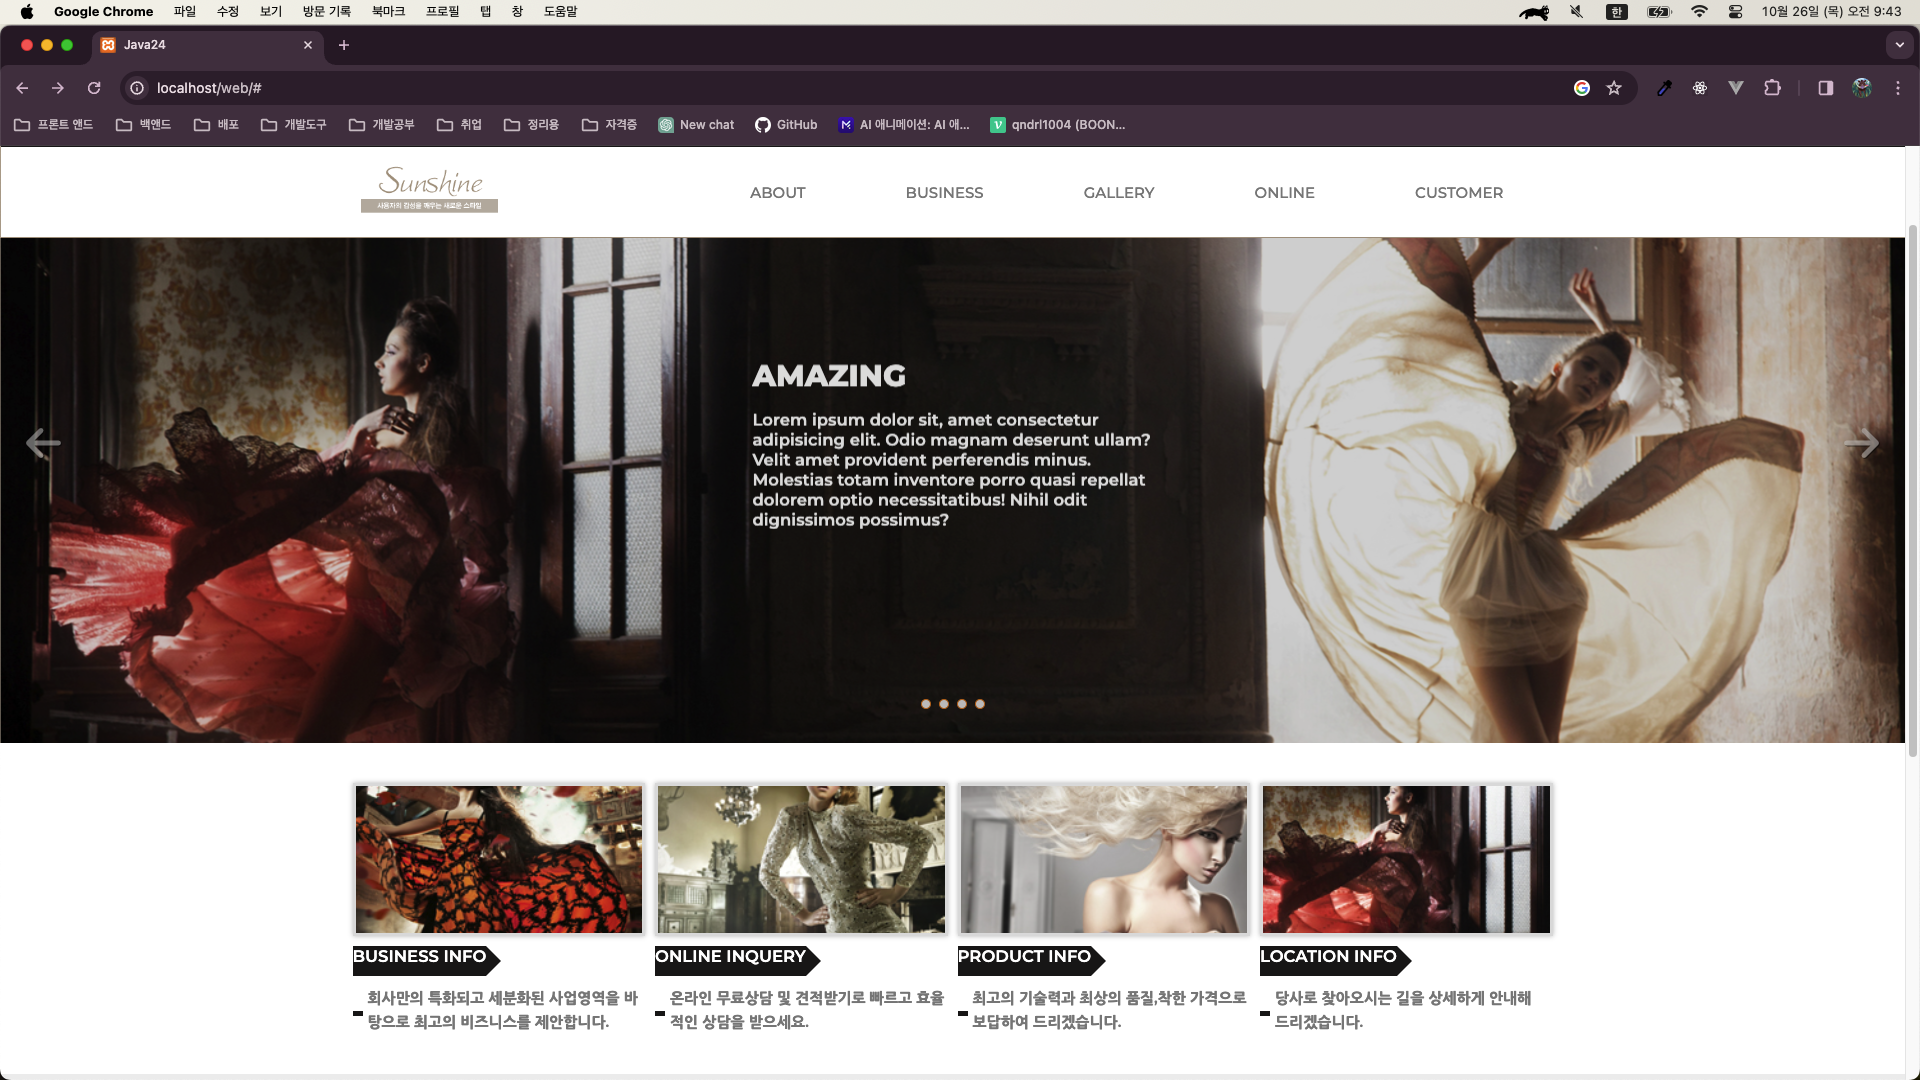 Google Chrome 파일 수정 보기 방문 기록 북마크 프로필 탭 창 도움말 한 10월 26일 (목) 오전 9:43
Java24
localhost/web/#
프론트 앤드 백앤드 배포 개발도구 개발공부 취업 정리용 자격증 New chat GitHub AI 애니메이션: AI 애... qndrl1004 (BOON...
Sunshine
사용자의 감성을 깨우는 새로운 스타일
ABOUT BUSINESS GALLERY ONLINE CUSTOMER
AMAZING
Lorem ipsum dolor sit, amet consectetur
adipisicing elit. Odio magnam deserunt ullam?
Velit amet provident perferendis minus.
Molestias totam inventore porro quasi repellat
dolorem optio necessitatibus! Nihil odit
dignissimos possimus?
BUSINESS INFO
회사만의 특화되고 세분화된 사업영역을 바
탕으로 최고의 비즈니스를 제안합니다.
ONLINE INQUERY
온라인 무료상담 및 견적받기로 빠르고 효율
적인 상담을 받으세요.
PRODUCT INFO
최고의 기술력과 최상의 품질,착한 가격으로
보답하여 드리겠습니다.
LOCATION INFO
당사로 찾아오시는 길을 상세하게 안내해
드리겠습니다.